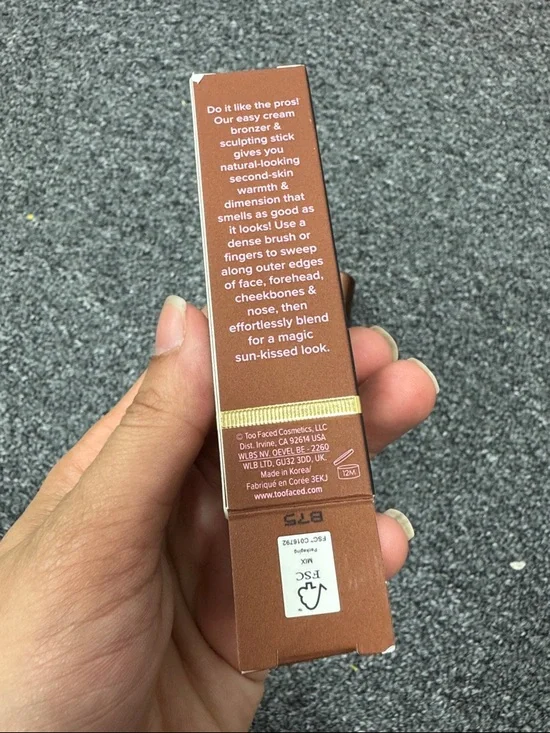 Do it like the pros!
Our easy cream
bronzer &
sculpting stick
gives you
natural-looking
second-skin
warmth &
dimension that
smells as good as
it looks! Use a
dense brush or
fingers to sweep
along outer edges
of face, forehead,
cheekbones &
nose, then
effortlessly blend
for a magic
sun-kissed look.
© Too Faced Cosmetics, LLC
Dist. Irvine, CA 92614 USA
WLBS NV, OEVEL BE - 2260
WLB LTD, GU32 3DD, UK.
Made in Korea/
Fabriqué en Corée 3EKJ
www.toofaced.com
12M
B75
FSC
MIX
Packaging
FSC™ C016792